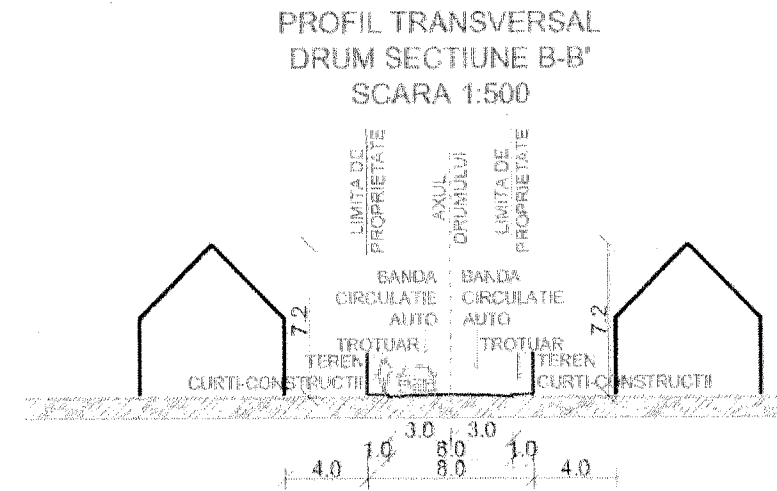 PROFIL TRANSVERSAL
DRUM SECTIUNE B-B'
SCARA 1:500
LIMITA DE
PROPRIETATE
AXUL
DRUMULUI
LIMITA DE
PROPRIETATE
BANDA
CIRCULATIE
AUTO
BANDA
CIRCULATIE
AUTO
7.2
7.2
TROTUAR
TROTUAR
TEREN
CURTI-CONSTRUCTII
TEREN
CURTI-CONSTRUCTII
3.0 3.0
1.0 8.0 1.0
4.0 8.0 4.0